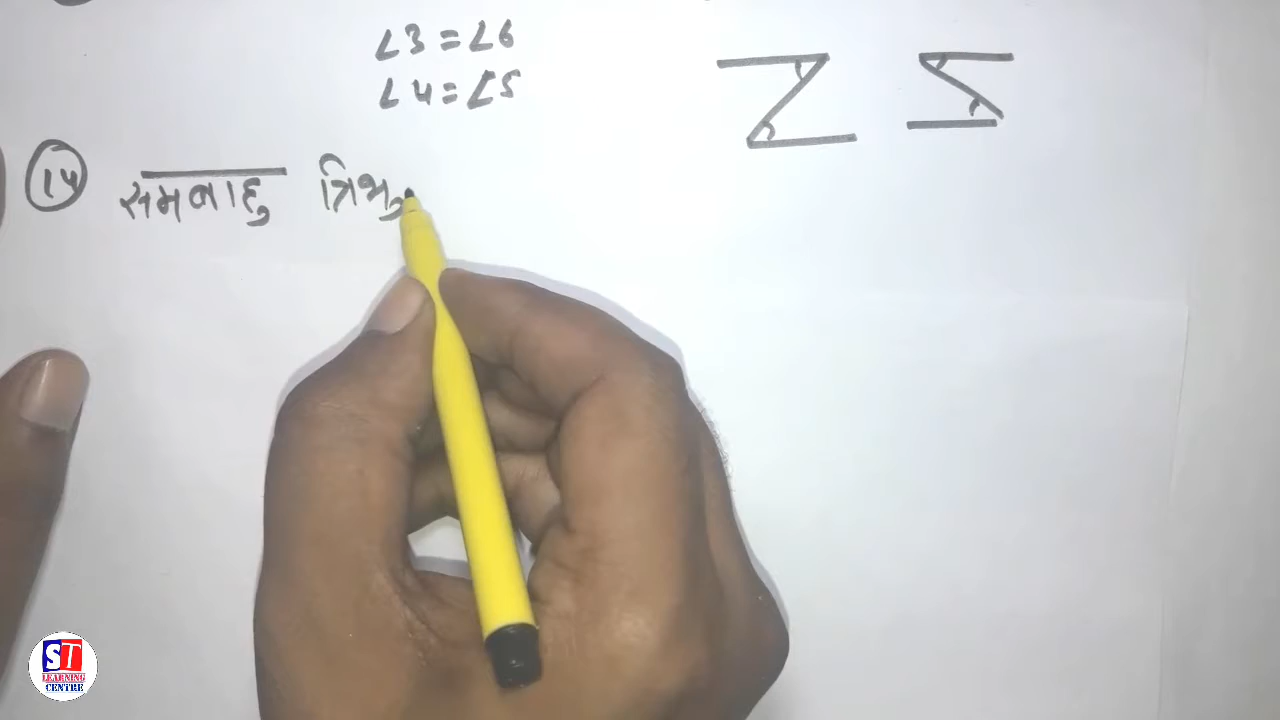 ∠3 = ∠6
∠4 = ∠5
14 समबाहु त्रिभु
ST
LEARNING
CENTRE